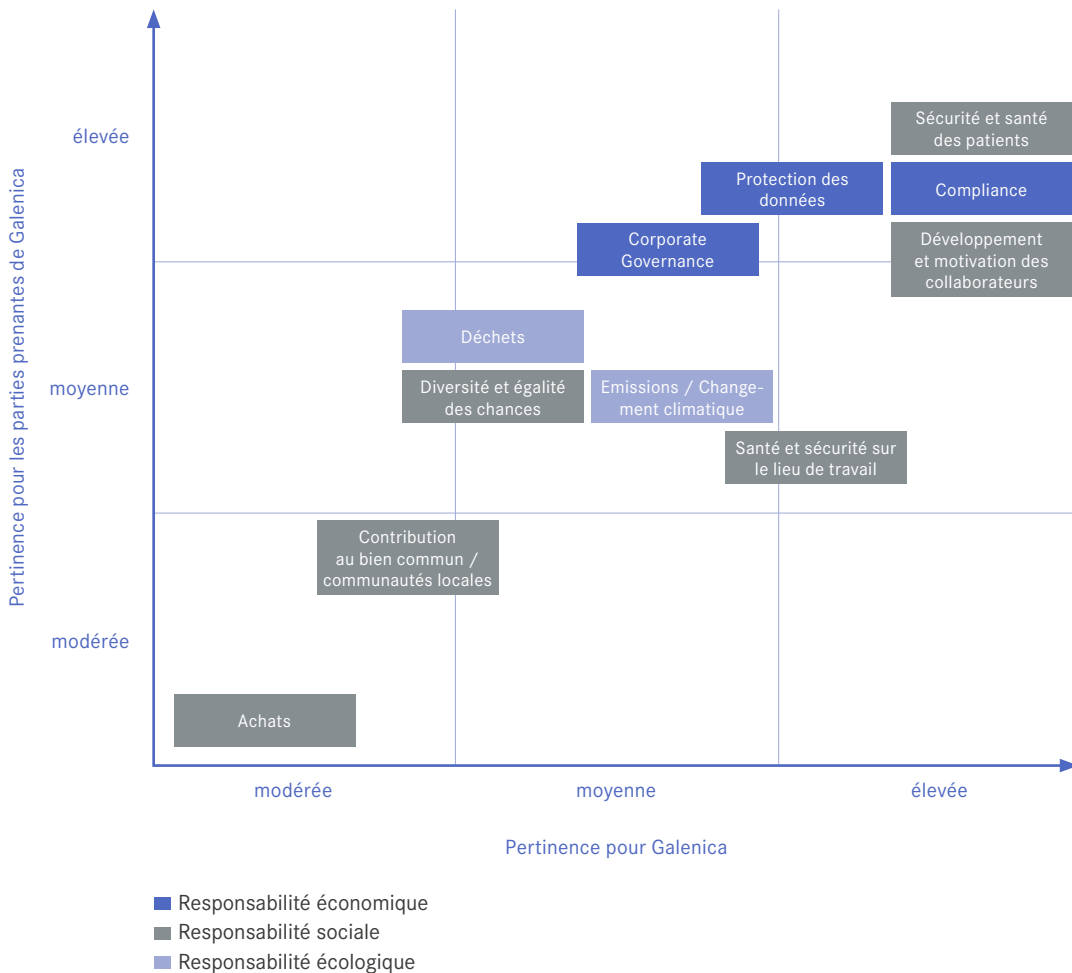 Pertinence pour les parties prenantes de Galenica
élevée
moyenne
modérée
Sécurité et santé
des patients
Protection des
données
Compliance
Corporate
Governance
Développement
et motivation des
collaborateurs
Déchets
Diversité et égalité
des chances
Emissions / Change-
ment climatique
Santé et sécurité sur
le lieu de travail
Contribution
au bien commun /
communautés locales
Achats
modérée
moyenne
élevée
Pertinence pour Galenica
Responsabilité économique
Responsabilité sociale
Responsabilité écologique